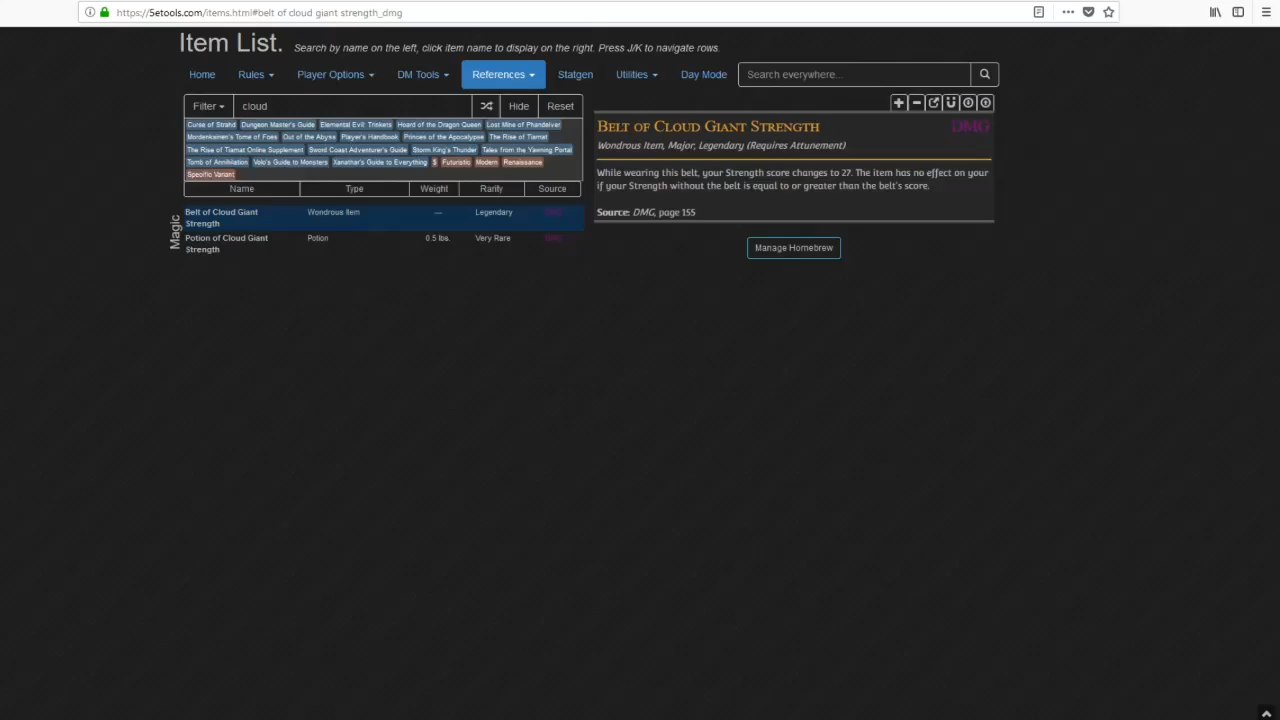 https://5etools.com/items.html#belt of cloud giant strength_dmg
Item List. Search by name on the left, click item name to display on the right. Press J/K to navigate rows.
Home Rules Player Options DM Tools References Statgen Utilities Day Mode Search everywhere...
Filter cloud Hide Reset
Curse of Strahd Dungeon Master's Guide Elemental Evil: Trinkets Hoard of the Dragon Queen Lost Mine of Phandelver
Mordenkainen's Tome of Foes Out of the Abyss Player's Handbook Princes of the Apocalypse The Rise of Tiamat
The Rise of Tiamat Online Supplement Sword Coast Adventurer's Guide Storm King's Thunder Tales from the Yawning Portal
Tomb of Annihilation Volo's Guide to Monsters Xanathar's Guide to Everything $ Futuristic Modern Renaissance
Specific Variant
Name Type Weight Rarity Source
Magic
Belt of Cloud Giant Wondrous Item — Legendary DMG
Strength
Potion of Cloud Giant Potion 0.5 lbs. Very Rare DMG
Strength
Belt of Cloud Giant Strength DMG
Wondrous Item, Major, Legendary (Requires Attunement)
While wearing this belt, your Strength score changes to 27. The item has no effect on your
if your Strength without the belt is equal to or greater than the belt's score.
Source: DMG, page 155
Manage Homebrew